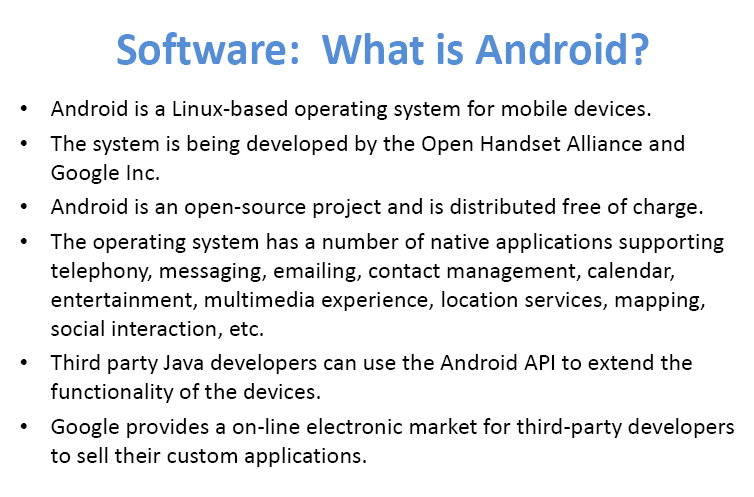 Software:  What is Android?
• Android is a Linux-based operating system for mobile devices.
• The system is being developed by the Open Handset Alliance and
Google Inc.
• Android is an open-source project and is distributed free of charge.
• The operating system has a number of native applications supporting
telephony, messaging, emailing, contact management, calendar,
entertainment, multimedia experience, location services, mapping,
social interaction, etc.
• Third party Java developers can use the Android API to extend the
functionality of the devices.
• Google provides a on-line electronic market for third-party developers
to sell their custom applications.